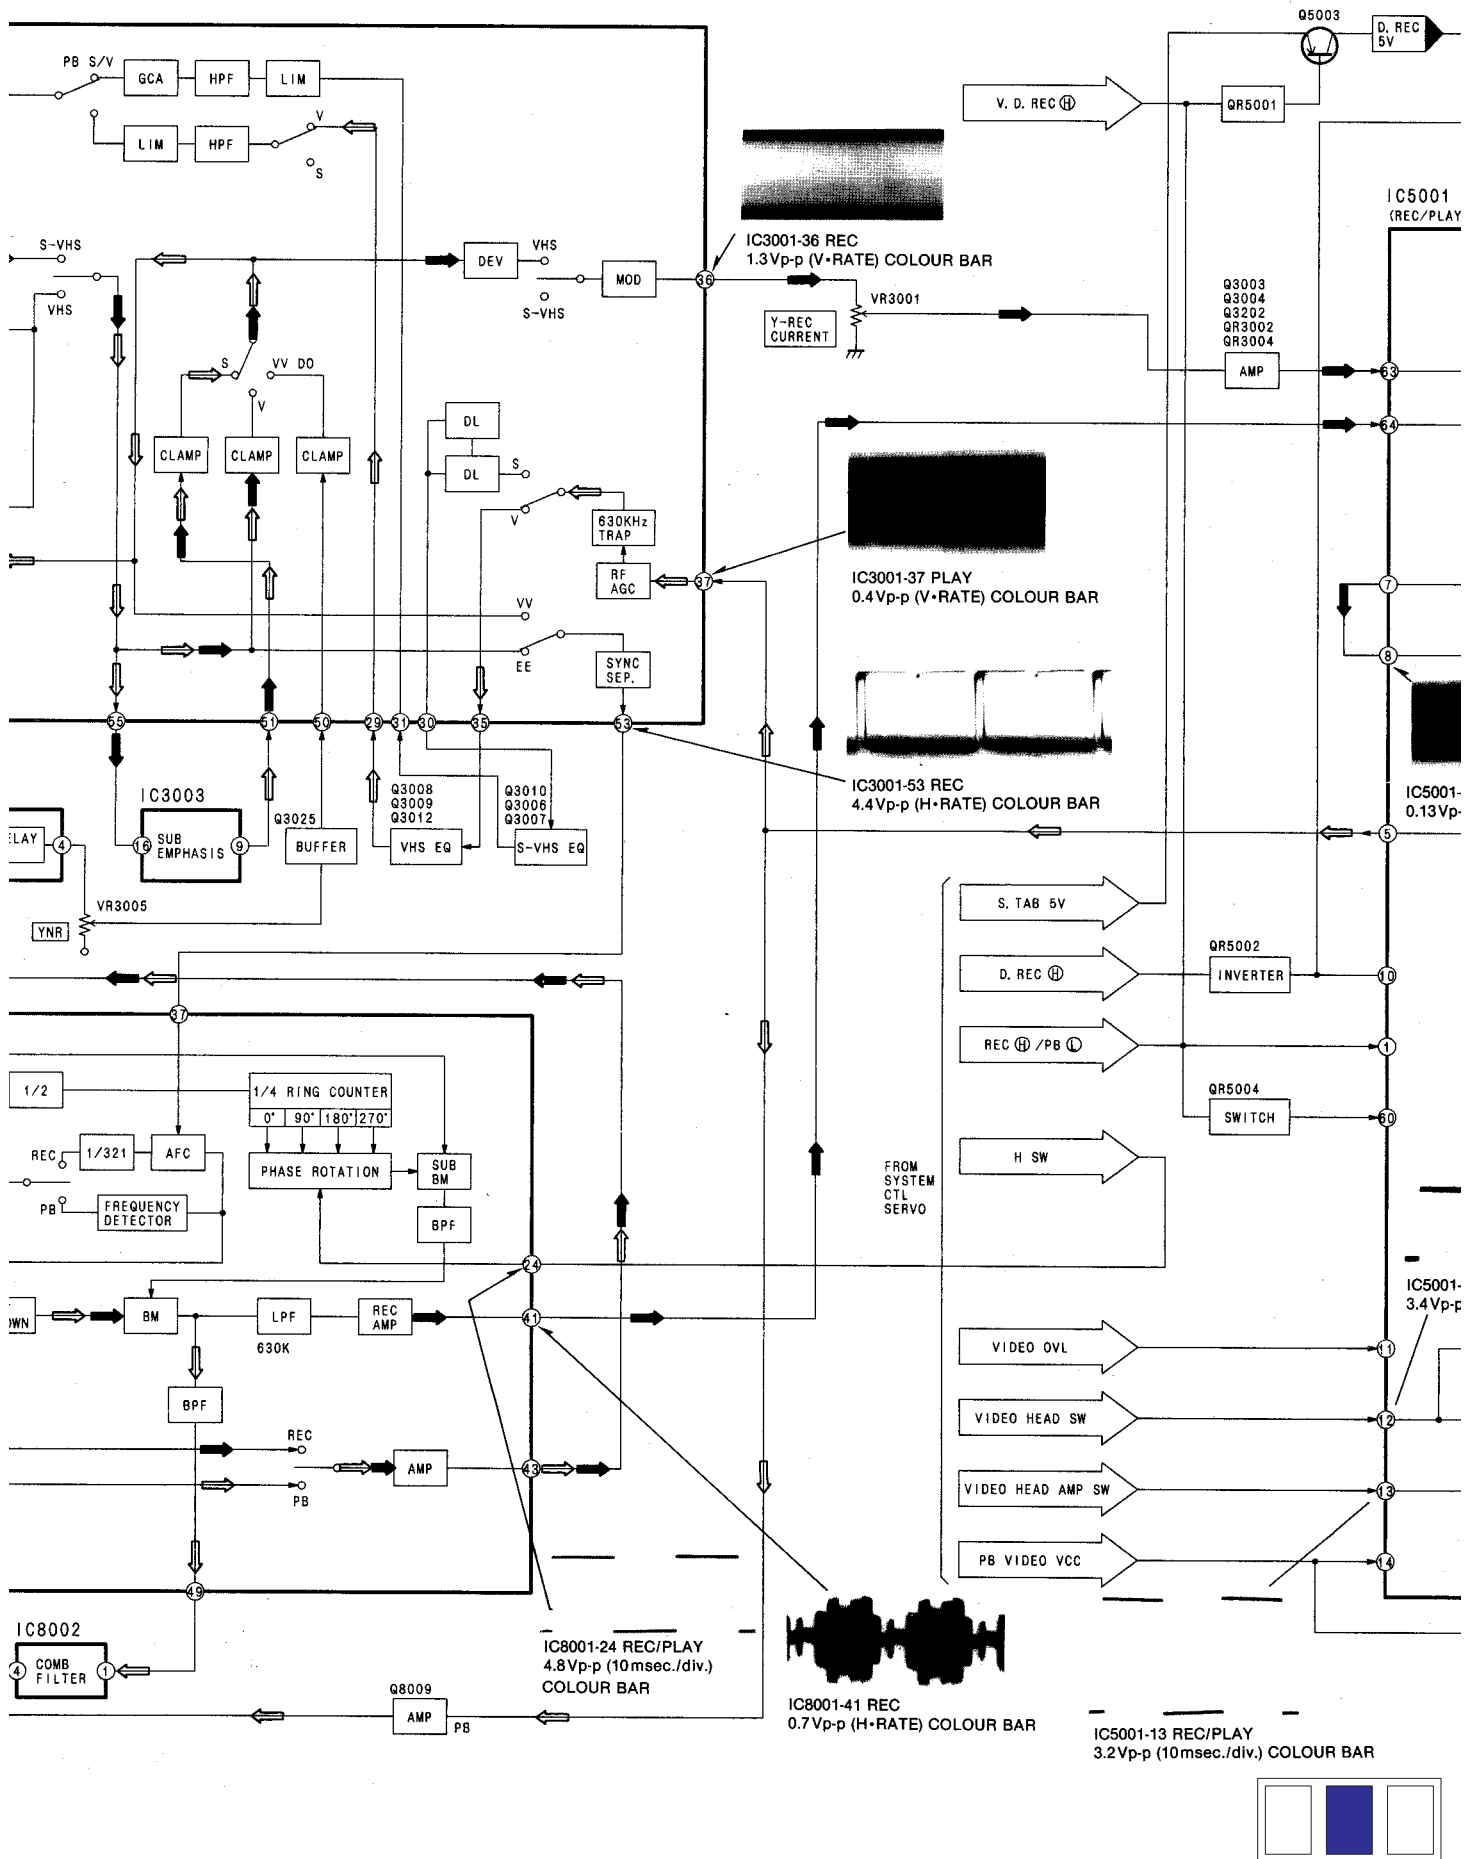 Q5003
D. REC
5V
PB S/V
GCA
HPF
LIM
V. D. REC Ⓗ
QR5001
V
LIM
HPF
S
IC5001
(REC/PLAY
S-VHS
VHS
DEV
VHS
S-VHS
MOD
36
IC3001-36 REC
1.3Vp-p (V•RATE) COLOUR BAR
VR3001
Y-REC
CURRENT
Q3003
Q3004
Q3202
QR3002
QR3004
AMP
63
64
S
VV DO
V
CLAMP
CLAMP
CLAMP
DL
DL
S
V
630KHz
TRAP
RF
AGC
37
IC3001-37 PLAY
0.4Vp-p (V•RATE) COLOUR BAR
7
8
VV
EE
SYNC
SEP.
55
51
50
29
31
30
35
53
IC3001-53 REC
4.4Vp-p (H•RATE) COLOUR BAR
IC5001-
0.13Vp-
5
IC3003
ELAY
4
16
SUB
EMPHASIS
9
Q3025
BUFFER
Q3008
Q3009
Q3012
VHS EQ
Q3010
Q3006
Q3007
S-VHS EQ
VR3005
YNR
S. TAB 5V
D. REC Ⓗ
QR5002
INVERTER
10
REC Ⓗ /PB Ⓛ
1
QR5004
SWITCH
60
H SW
FROM
SYSTEM
CTL
SERVO
37
1/2
1/4 RING COUNTER
0° 90° 180° 270°
REC
1/321
AFC
PHASE ROTATION
SUB
BM
PB
FREQUENCY
DETECTOR
BPF
24
OWN
BM
LPF
630K
REC
AMP
41
IC5001-
3.4Vp-p
VIDEO OVL
11
BPF
VIDEO HEAD SW
12
REC
PB
AMP
43
VIDEO HEAD AMP SW
13
PB VIDEO VCC
14
49
IC8002
4
COMB
FILTER
1
IC8001-24 REC/PLAY
4.8Vp-p (10msec./div.)
COLOUR BAR
Q8009
AMP
PB
IC8001-41 REC
0.7Vp-p (H•RATE) COLOUR BAR
IC5001-13 REC/PLAY
3.2Vp-p (10msec./div.) COLOUR BAR